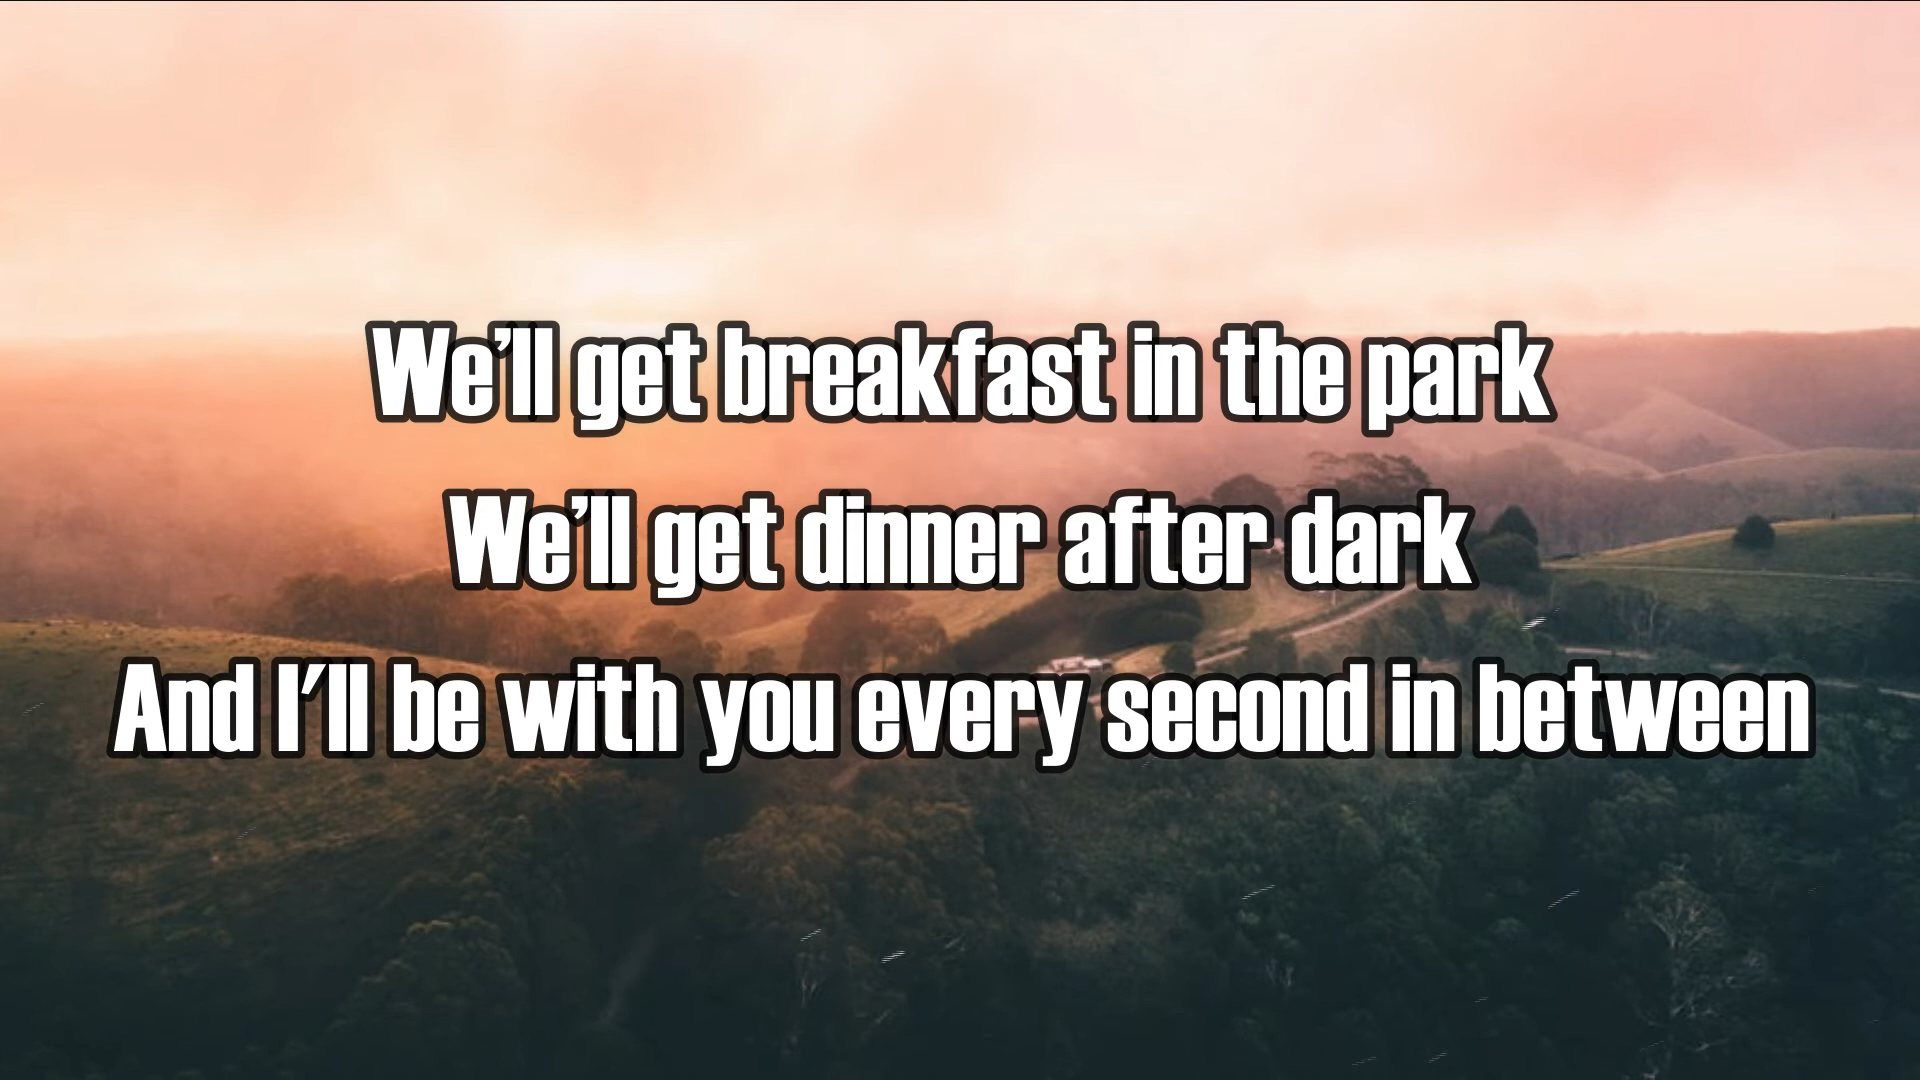 We’ll get breakfast in the park
We’ll get dinner after dark
And I'll be with you every second in between